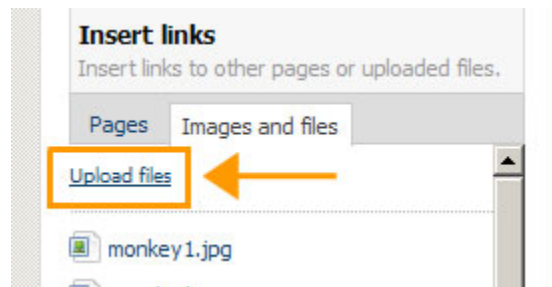 Insert links
Insert links to other pages or uploaded files.
Pages Images and files
Upload files
monkey1.jpg